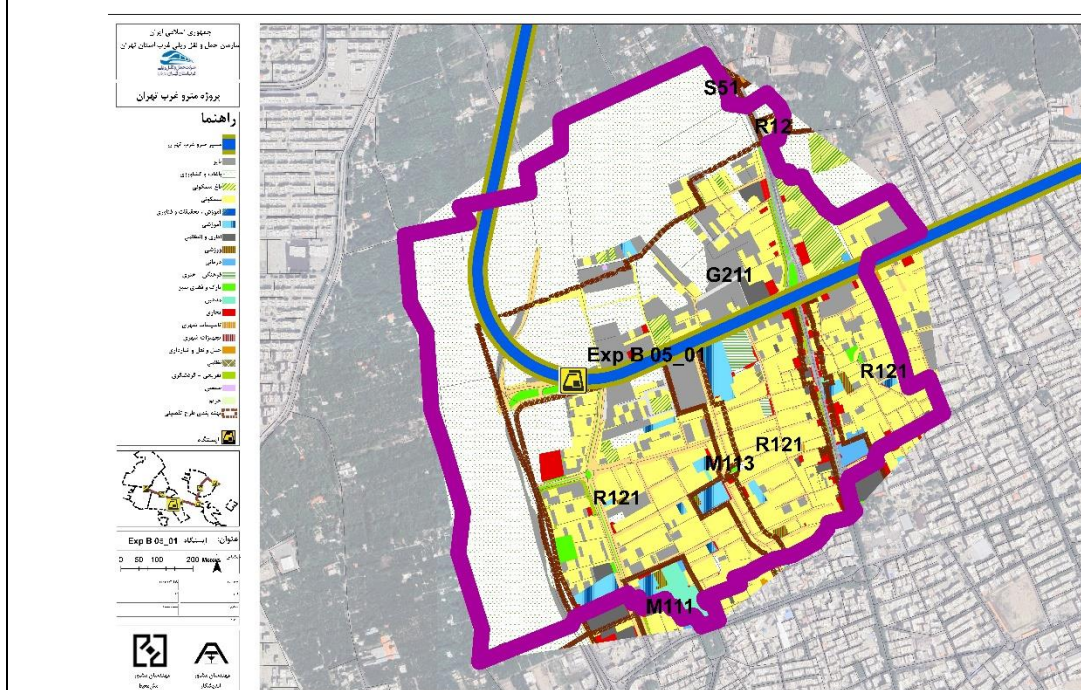 جمهوری اسلامی ایران
سازمان حمل و نقل ریلی غرب استان تهران
پروژه مترو غرب تهران
راهنما
مسیر مترو غرب تهران
بایر
باغات و کشاورزی
باغ مسکونی
مسکونی
آموزش ، تحقیقات و فناوری
آموزشی
اداری و انتظامی
ورزشی
درمانی
فرهنگی - هنری
پارک و فضای سبز
مذهبی
تجاری
تاسیسات شهری
تجهیزات شهری
حمل و نقل و انبارداری
نظامی
تفریحی - گردشگری
صنعتی
حریم
پهنه بندی طرح تفصیلی
ایستگاه
عنوان: ایستگاه Exp B 05_01
0 50 100 200 Meters
مهندسان مشاور
مهندسان مشاور
S51
R12
G211
Exp B 05_01
R121
R121
M113
R121
M111